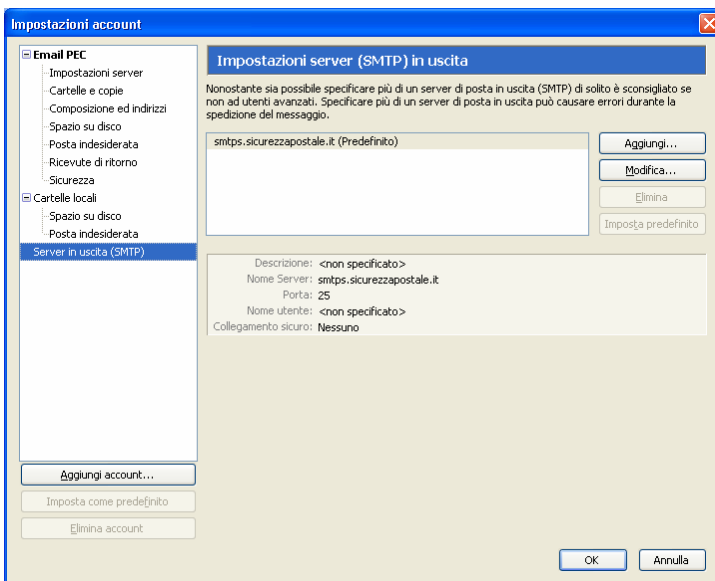 Impostazioni account
Email PEC
Impostazioni server
Cartelle e copie
Composizione ed indirizzi
Spazio su disco
Posta indesiderata
Ricevute di ritorno
Sicurezza
Cartelle locali
Spazio su disco
Posta indesiderata
Server in uscita (SMTP)
Aggiungi account...
Imposta come predefinito
Elimina account
Impostazioni server (SMTP) in uscita
Nonostante sia possibile specificare più di un server di posta in uscita (SMTP) di solito è sconsigliato se
non ad utenti avanzati. Specificare più di un server di posta in uscita può causare errori durante la
spedizione del messaggio.
smtps.sicurezzapostale.it (Predefinito)
Aggiungi...
Modifica...
Elimina
Imposta predefinito
Descrizione: <non specificato>
Nome Server: smtps.sicurezzapostale.it
Porta: 25
Nome utente: <non specificato>
Collegamento sicuro: Nessuno
OK
Annulla